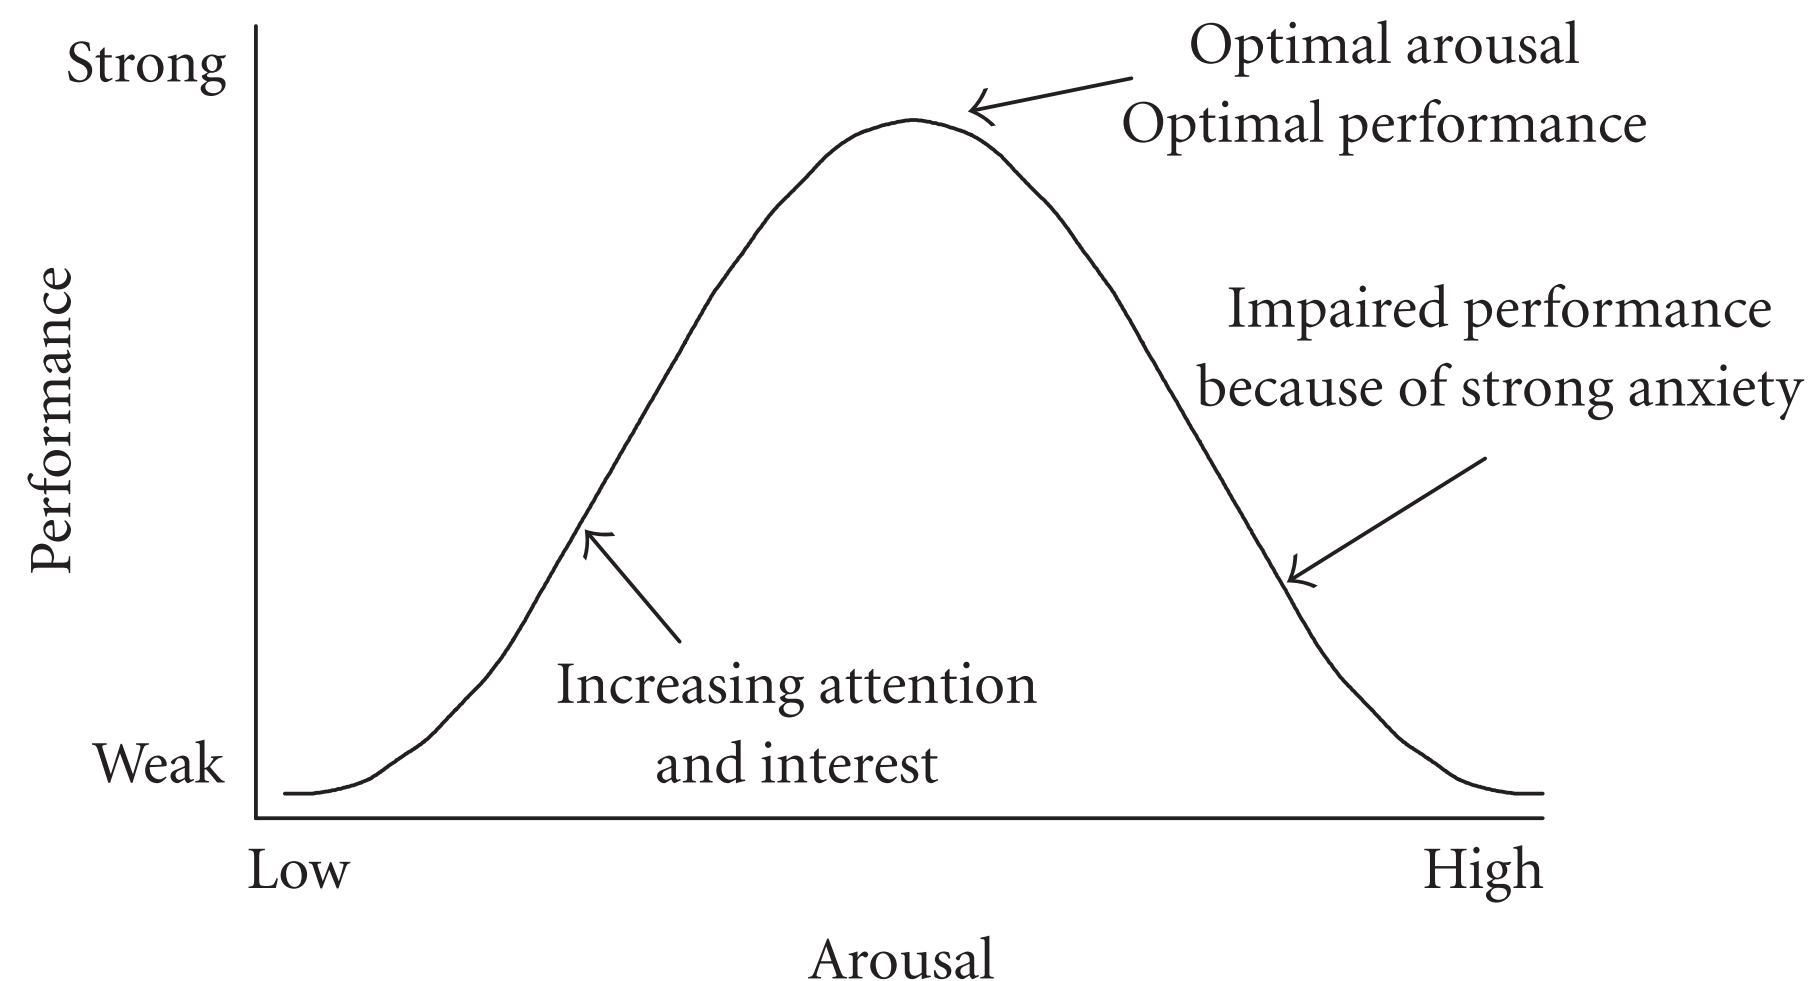 Strong
Optimal arousal
Optimal performance
Impaired performance
because of strong anxiety
Performance
Increasing attention
and interest
Weak
Low
High
Arousal